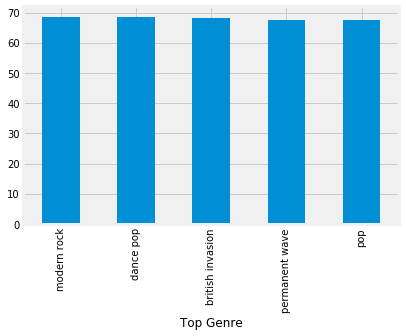 70
60
50
40
30
20
10
0
modern rock
dance pop
british invasion
permanent wave
pop
Top Genre